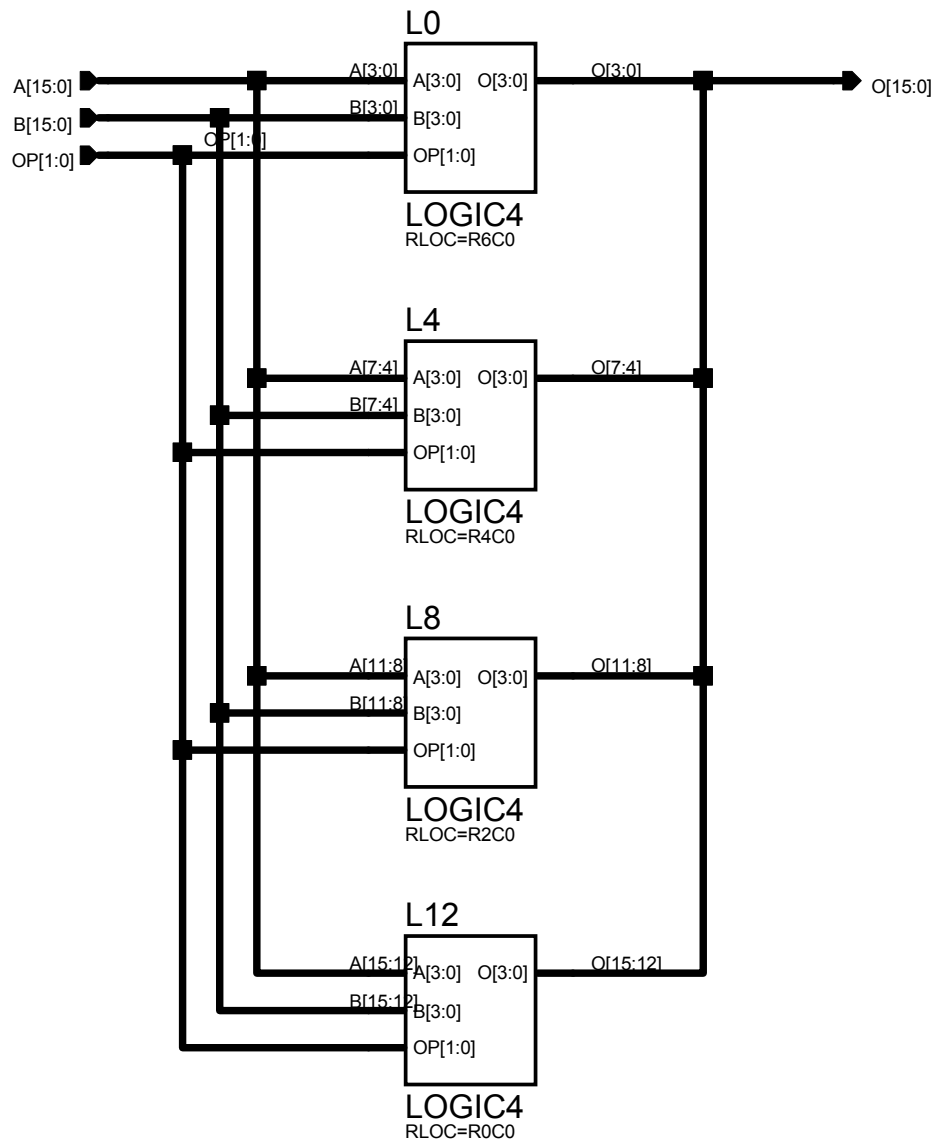 L0
A[15:0]
A[3:0]
A[3:0] O[3:0]
O[3:0]
O[15:0]
B[15:0]
B[3:0]
B[3:0]
OP[1:0]
OP[1:0]
OP[1:0]
LOGIC4
RLOC=R6C0
L4
A[7:4]
A[3:0] O[3:0]
O[7:4]
B[7:4]
B[3:0]
OP[1:0]
LOGIC4
RLOC=R4C0
L8
A[11:8]
A[3:0] O[3:0]
O[11:8]
B[11:8]
B[3:0]
OP[1:0]
LOGIC4
RLOC=R2C0
L12
A[15:12]
A[3:0] O[3:0]
O[15:12]
B[15:12]
B[3:0]
OP[1:0]
LOGIC4
RLOC=R0C0